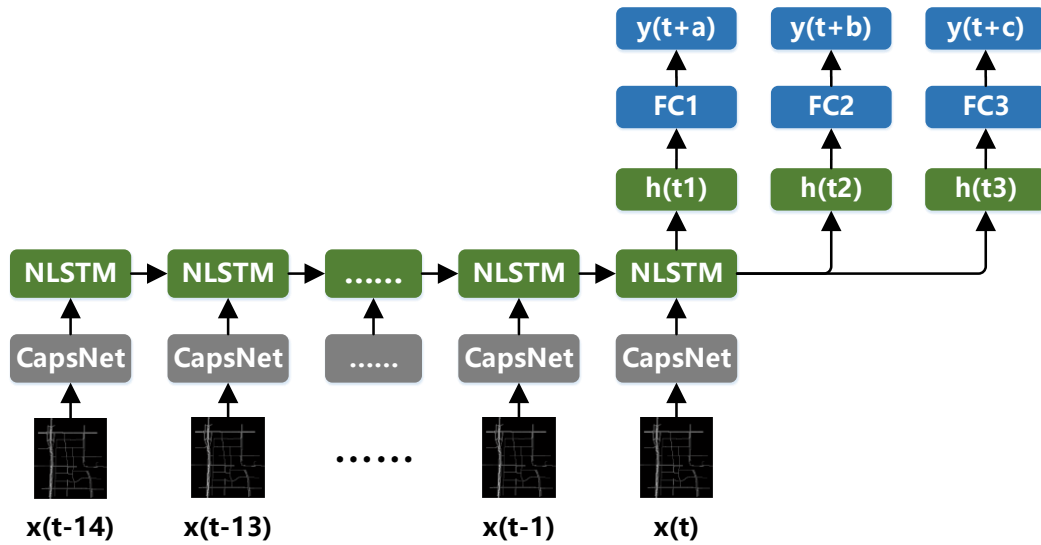 y(t+a) y(t+b) y(t+c)
FC1 FC2 FC3
h(t1) h(t2) h(t3)
NLSTM NLSTM ...... NLSTM NLSTM
CapsNet CapsNet ...... CapsNet CapsNet
......
x(t-14) x(t-13) x(t-1) x(t)